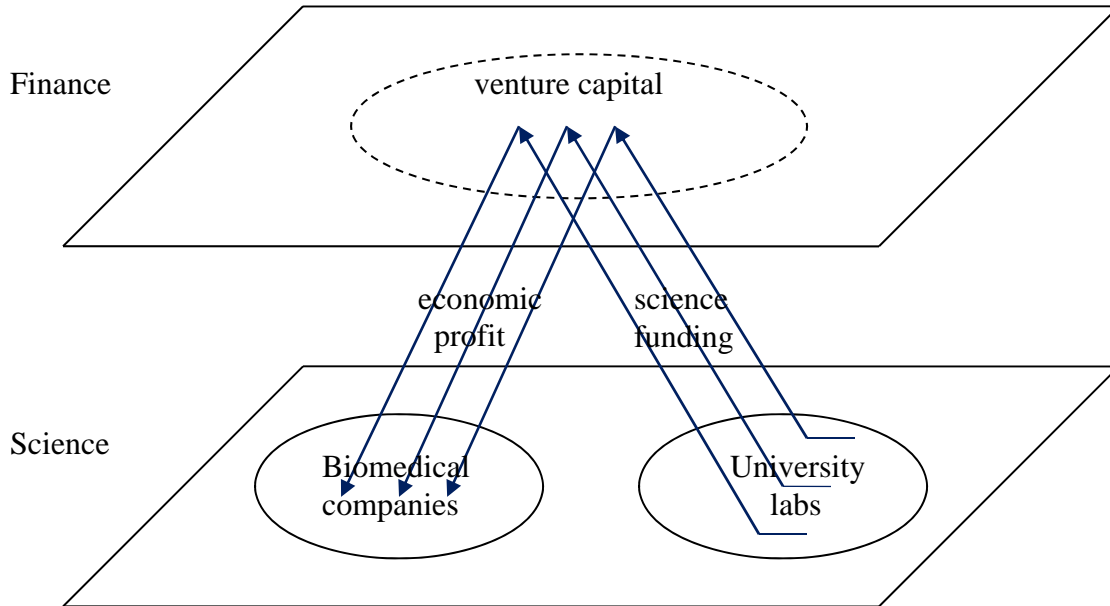 Finance
venture capital
economic
profit
science
funding
Science
Biomedical
companies
University
labs